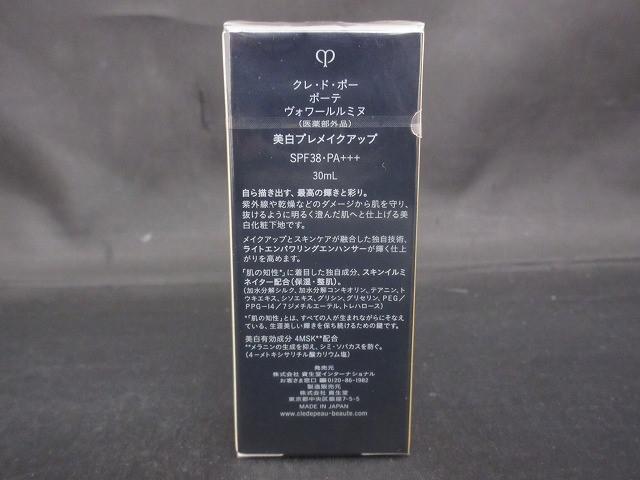 クレ・ド・ポー
ボーテ
ヴォワールルミヌ
(医薬部外品)
美白プレメイクアップ
SPF38・PA+++
30mL
自ら描き出す、最高の輝きと彩り。
紫外線や乾燥などのダメージから肌を守り、
抜けるように明るく澄んだ肌へと仕上げる美
白化粧下地です。
メイクアップとスキンケアが融合した独自技術、
ライトエンパワリングエンハンサーが輝く仕上
がりを高めます。
「肌の知性*」に着目した独自成分、スキンイルミ
ネイター配合(保湿・整肌)。
(加水分解シルク、加水分解コンキオリン、テアニン、ト
ウキエキス、シソエキス、グリシン、グリセリン、PEG/
PPG-14/7ジメチルエーテル、トレハロース)
*「肌の知性」とは、すべての人が生まれながらにそなえ
ている、生涯美しい輝きを保ち続けるための鍵です。
美白有効成分 4MSK**配合
**メラニンの生成を抑え、シミ・ソバカスを防ぐ。
(4-メトキシサリチル酸カリウム塩)
発売元
株式会社 資生堂インターナショナル
お客さま窓口 0120-86-1982
製造販売元
株式会社 資生堂
東京都中央区銀座7-5-5
MADE IN JAPAN
www.cledepeau-beaute.com